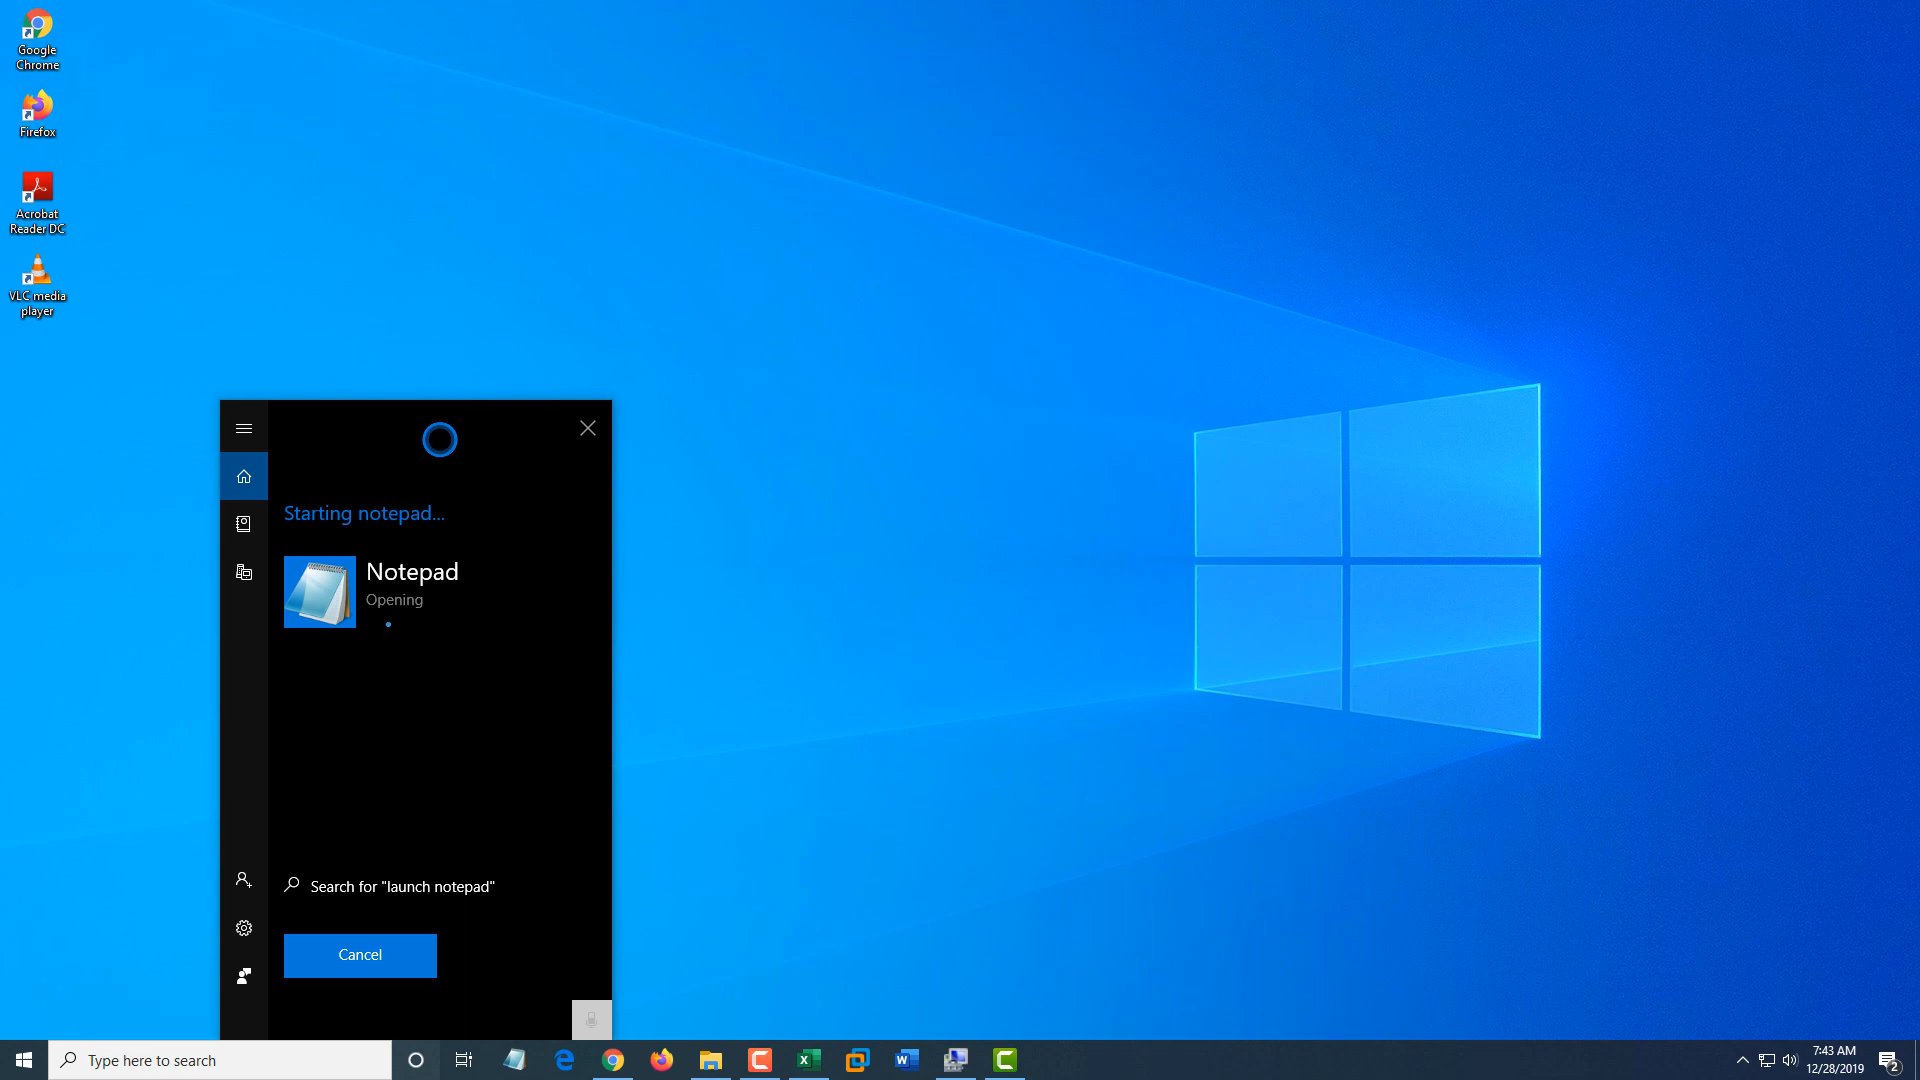 Google
Chrome
Firefox
Acrobat
Reader DC
VLC media
player
Starting notepad...
Notepad
Opening
Search for "launch notepad"
Cancel
Type here to search
7:43 AM
12/28/2019
2